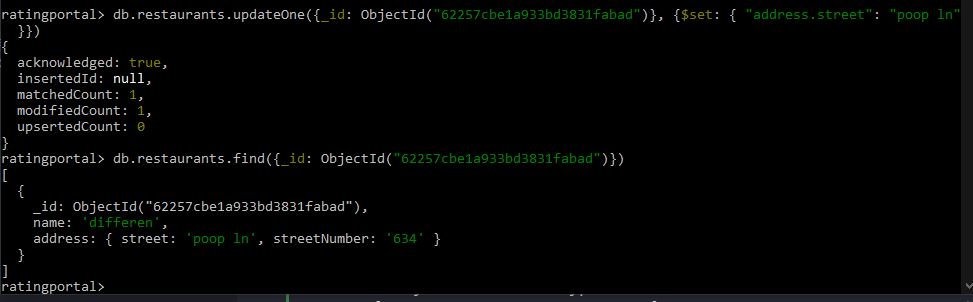 ratingportal> db.restaurants.updateOne({_id: ObjectId("62257cbe1a933bd3831fabad")}, {$set: { "address.street": "poop ln"
}})
{
acknowledged: true,
insertedId: null,
matchedCount: 1,
modifiedCount: 1,
upsertedCount: 0
}
ratingportal> db.restaurants.find({_id: ObjectId("62257cbe1a933bd3831fabad")})
[
{
_id: ObjectId("62257cbe1a933bd3831fabad"),
name: 'differen',
address: { street: 'poop ln', streetNumber: '634' }
}
]
ratingportal>